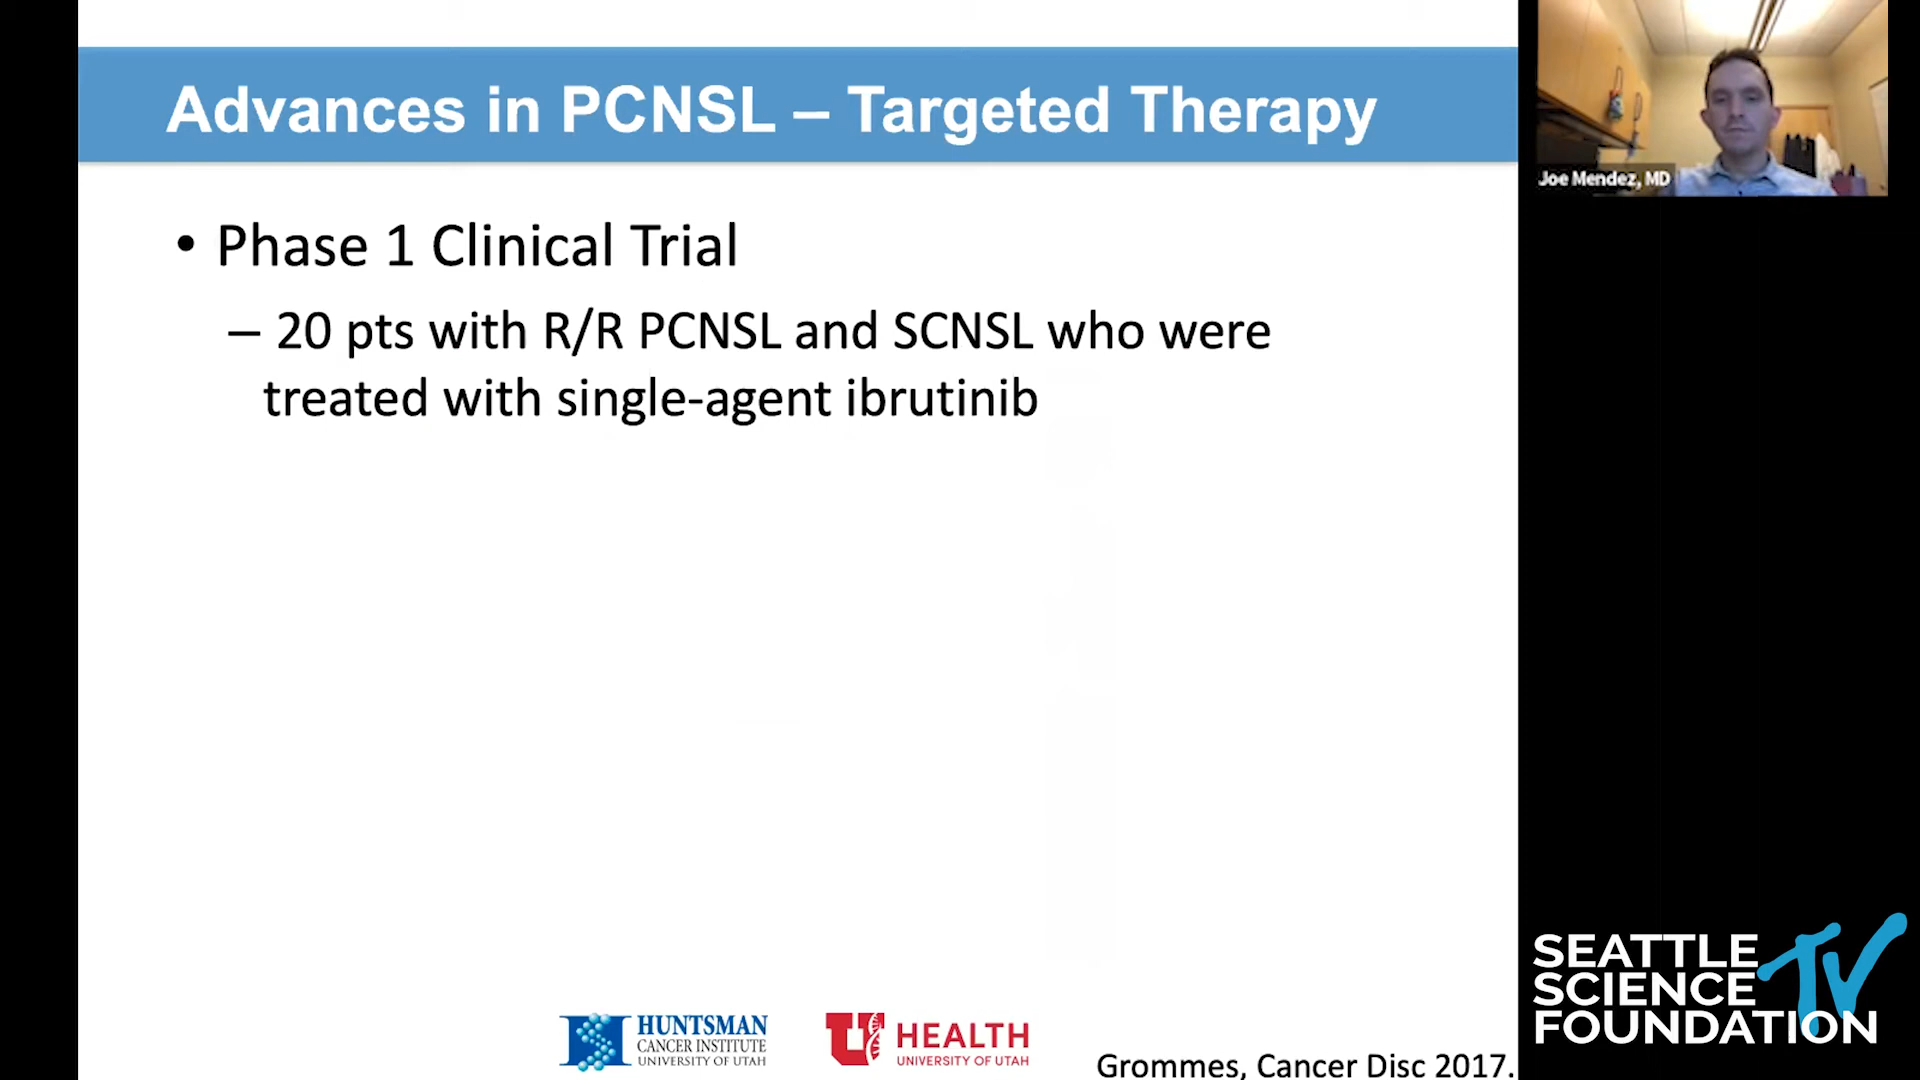 Advances in PCNSL – Targeted Therapy
• Phase 1 Clinical Trial
– 20 pts with R/R PCNSL and SCNSL who were
treated with single-agent ibrutinib
HUNTSMAN
CANCER INSTITUTE
UNIVERSITY OF UTAH
U HEALTH
UNIVERSITY OF UTAH
Grommes, Cancer Disc 2017.
Joe Mendez, MD
SEATTLE
SCIENCE
FOUNDATION
TV